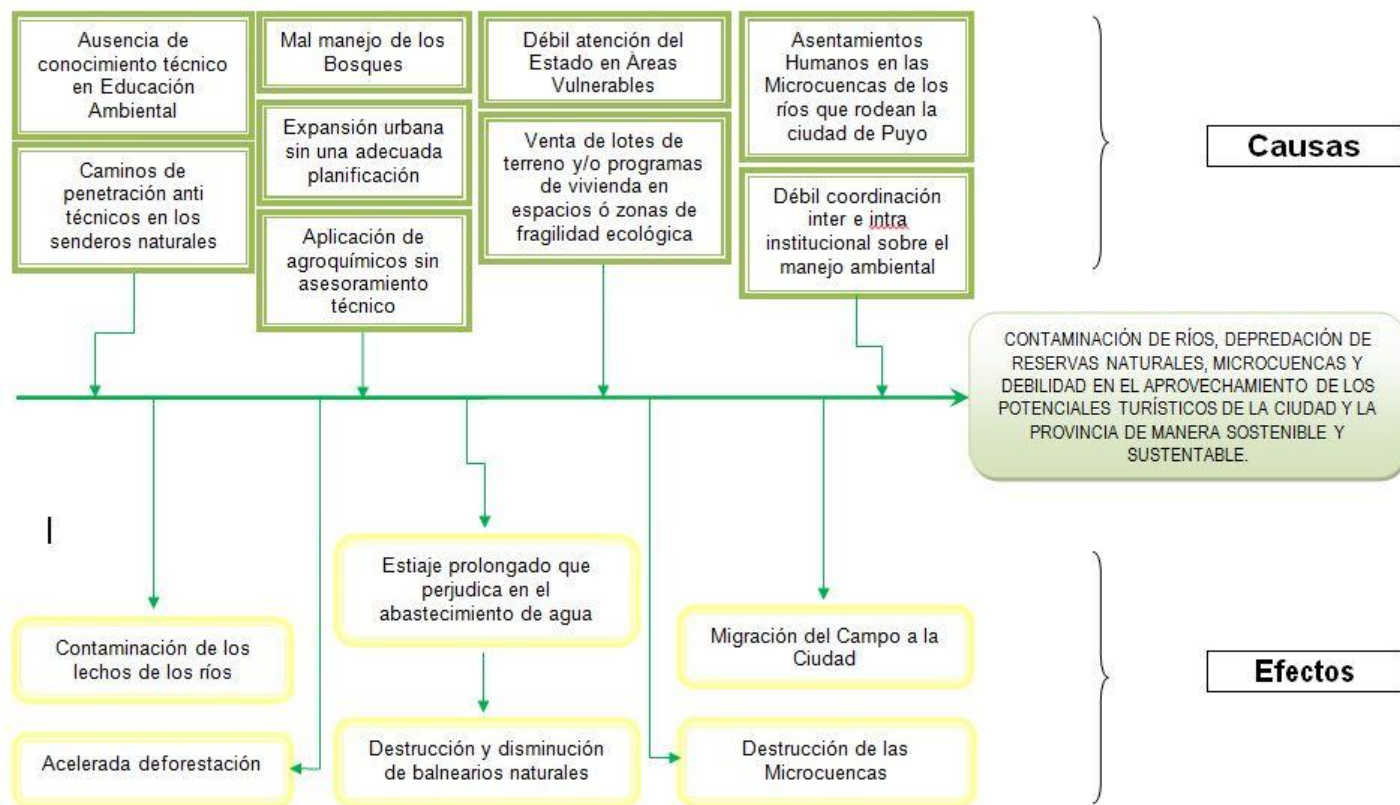 Ausencia de
conocimiento técnico
en Educación
Ambiental
Caminos de
penetración anti
técnicos en los
senderos naturales
Mal manejo de los
Bosques
Expansión urbana
sin una adecuada
planificación
Aplicación de
agroquímicos sin
asesoramiento
técnico
Débil atención del
Estado en Áreas
Vulnerables
Venta de lotes de
terreno y/o programas
de vivienda en
espacios ó zonas de
fragilidad ecológica
Asentamientos
Humanos en las
Microcuencas de los
ríos que rodean la
ciudad de Puyo
Débil coordinación
inter e intra
institucional sobre el
manejo ambiental
Causas
CONTAMINACIÓN DE RÍOS, DEPREDACIÓN DE
RESERVAS NATURALES, MICROCUENCAS Y
DEBILIDAD EN EL APROVECHAMIENTO DE LOS
POTENCIALES TURÍSTICOS DE LA CIUDAD Y LA
PROVINCIA DE MANERA SOSTENIBLE Y
SUSTENTABLE.
Contaminación de los
lechos de los ríos
Acelerada deforestación
Estiaje prolongado que
perjudica en el
abastecimiento de agua
Destrucción y disminución
de balnearios naturales
Migración del Campo a la
Ciudad
Destrucción de las
Microcuencas
Efectos